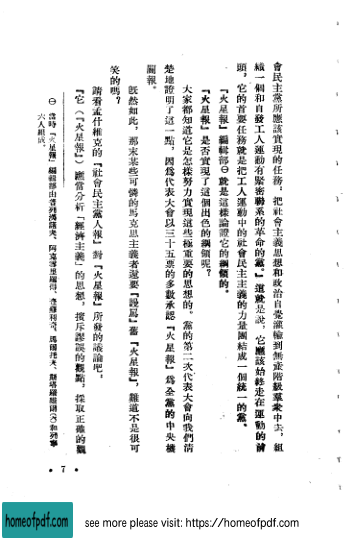 會民主黨所應該實現的任務,把社會主義思想和政治自覺灌輸到無產階級羣衆中去,組
織一個和自發工人運動有緊密聯系的革命的黨。』這就是說,它應該始終走在運動的前
頭,它的首要任務就是把工人運動中的社會民主主義的力量團結成一個統一的黨。
『火星報』編輯部㊀就是這樣論證它的綱領的。
『火星報』是否實現了這個出色的綱領呢?
大家都知道它是怎樣努力實現這些極重要的思想的。黨的第二次代表大會向我們清
楚地證明了這一點,因爲代表大會以三十五票的多數承認『火星報』爲全黨的中央機
關報。
既然如此,那末某些可憐的馬克思主義者還要『謾罵』舊『火星報』,難道不是很可
笑的嗎?
請看孟什維克的『社會民主黨人報』對『火星報』所發的議論吧。
『它(『火星報』)應當分析『經濟主義』的思想,拋斥謬誤的觀點,採取正確的觀
㊀ 當時『火星報』編輯部由普列漢諾夫、阿克雪里羅得、查蘇利奇、馬爾托夫、和列寧
六人組成。
• 7 •
homeofpdf.com
see more please visit: https://homeofpdf.com